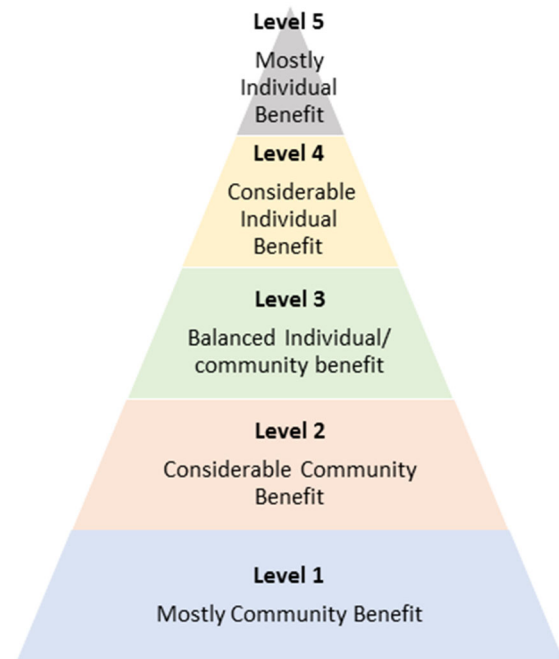 Level 5
Mostly
Individual
Benefit
Level 4
Considerable
Individual
Benefit
Level 3
Balanced Individual/
community benefit
Level 2
Considerable Community
Benefit
Level 1
Mostly Community Benefit